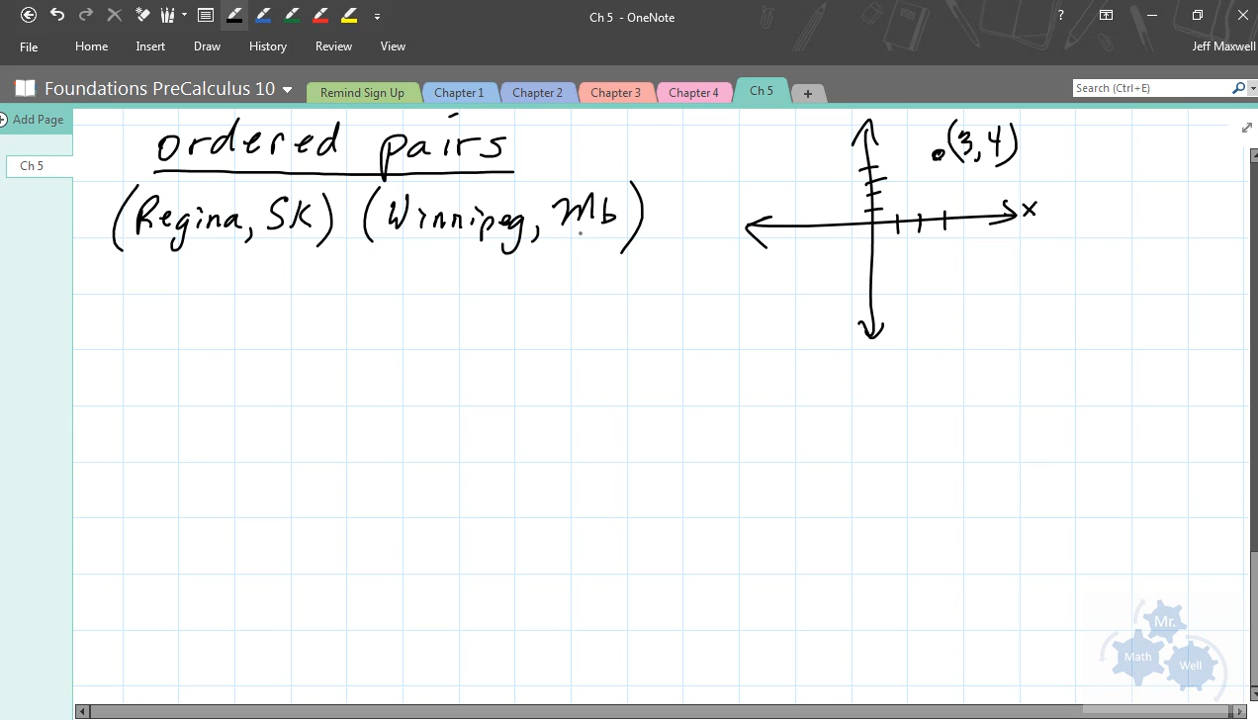 Ch 5 - OneNote
?
File
Home
Insert
Draw
History
Review
View
Jeff Maxwell
Foundations PreCalculus 10
Remind Sign Up
Chapter 1
Chapter 2
Chapter 3
Chapter 4
Ch 5
+
Search (Ctrl+E)
Add Page
Ch 5
ordered pairs
(Regina, SK) (Winnipeg, Mb)
(3,4)
x
Mr.
Math
Well